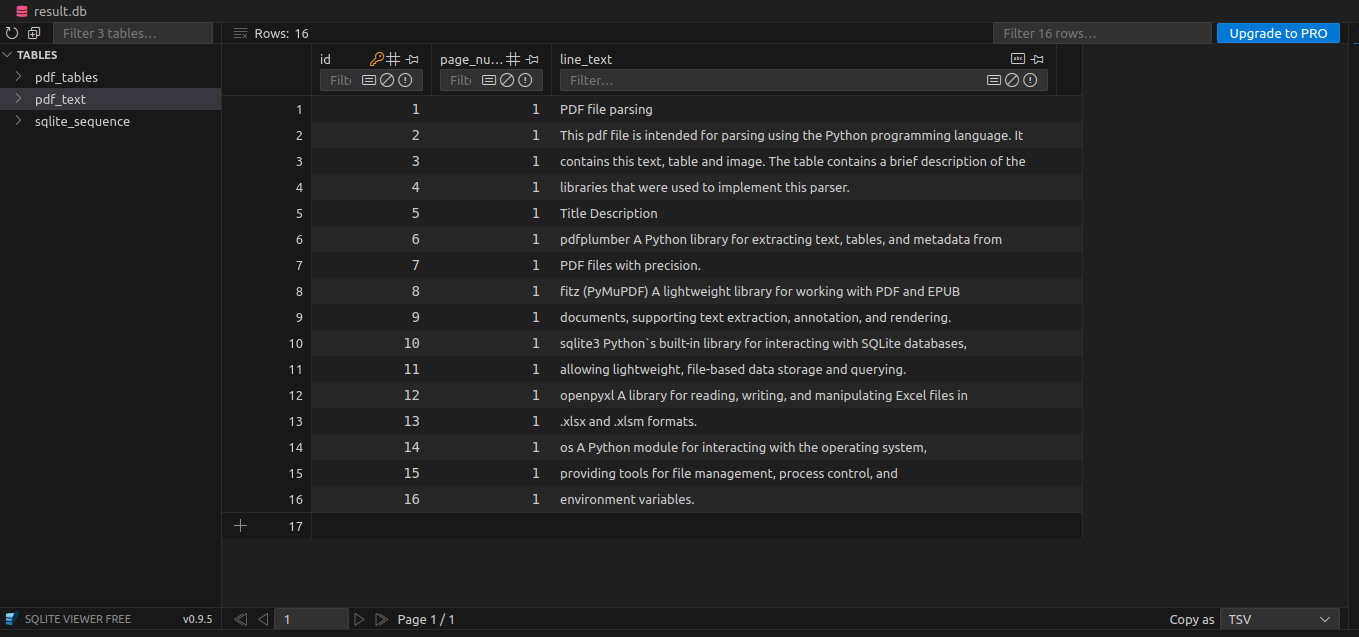 result.db
Filter 3 tables...
Rows: 16
Filter 16 rows...
Upgrade to PRO
TABLES
pdf_tables
pdf_text
sqlite_sequence
id page_nu... line_text
Filte Filte Filter...
1 1 1 PDF file parsing
2 2 1 This pdf file is intended for parsing using the Python programming language. It
3 3 1 contains this text, table and image. The table contains a brief description of the
4 4 1 libraries that were used to implement this parser.
5 5 1 Title Description
6 6 1 pdfplumber A Python library for extracting text, tables, and metadata from
7 7 1 PDF files with precision.
8 8 1 fitz (PyMuPDF) A lightweight library for working with PDF and EPUB
9 9 1 documents, supporting text extraction, annotation, and rendering.
10 10 1 sqlite3 Python`s built-in library for interacting with SQLite databases,
11 11 1 allowing lightweight, file-based data storage and querying.
12 12 1 openpyxl A library for reading, writing, and manipulating Excel files in
13 13 1 .xlsx and .xlsm formats.
14 14 1 os A Python module for interacting with the operating system,
15 15 1 providing tools for file management, process control, and
16 16 1 environment variables.
17
SQLITE VIEWER FREE v0.9.5
1
Page 1 / 1
Copy as TSV